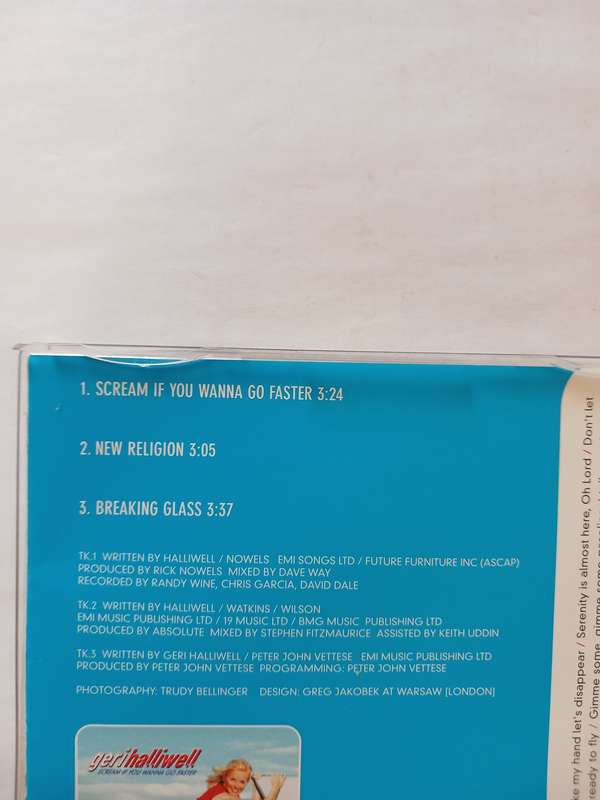 1. SCREAM IF YOU WANNA GO FASTER 3:24
2. NEW RELIGION 3:05
3. BREAKING GLASS 3:37
TK.1 WRITTEN BY HALLIWELL / NOWELS EMI SONGS LTD / FUTURE FURNITURE INC (ASCAP)
PRODUCED BY RICK NOWELS MIXED BY DAVE WAY
RECORDED BY RANDY WINE, CHRIS GARCIA, DAVID DALE
TK.2 WRITTEN BY HALLIWELL / WATKINS / WILSON
EMI MUSIC PUBLISHING LTD / 19 MUSIC LTD / BMG MUSIC PUBLISHING LTD
PRODUCED BY ABSOLUTE MIXED BY STEPHEN FITZMAURICE ASSISTED BY KEITH UDDIN
TK.3 WRITTEN BY GERI HALLIWELL / PETER JOHN VETTESE EMI MUSIC PUBLISHING LTD
PRODUCED BY PETER JOHN VETTESE PROGRAMMING: PETER JOHN VETTESE
PHOTOGRAPHY: TRUDY BELLINGER DESIGN: GREG JAKOBEK AT WARSAW [LONDON]
gerihalliwell
SCREAM IF YOU WANNA GO FASTER
my hand let's disappear / Serenity is almost here, Oh Lord / Don't let
ready to fly / Gimme some, gimme some